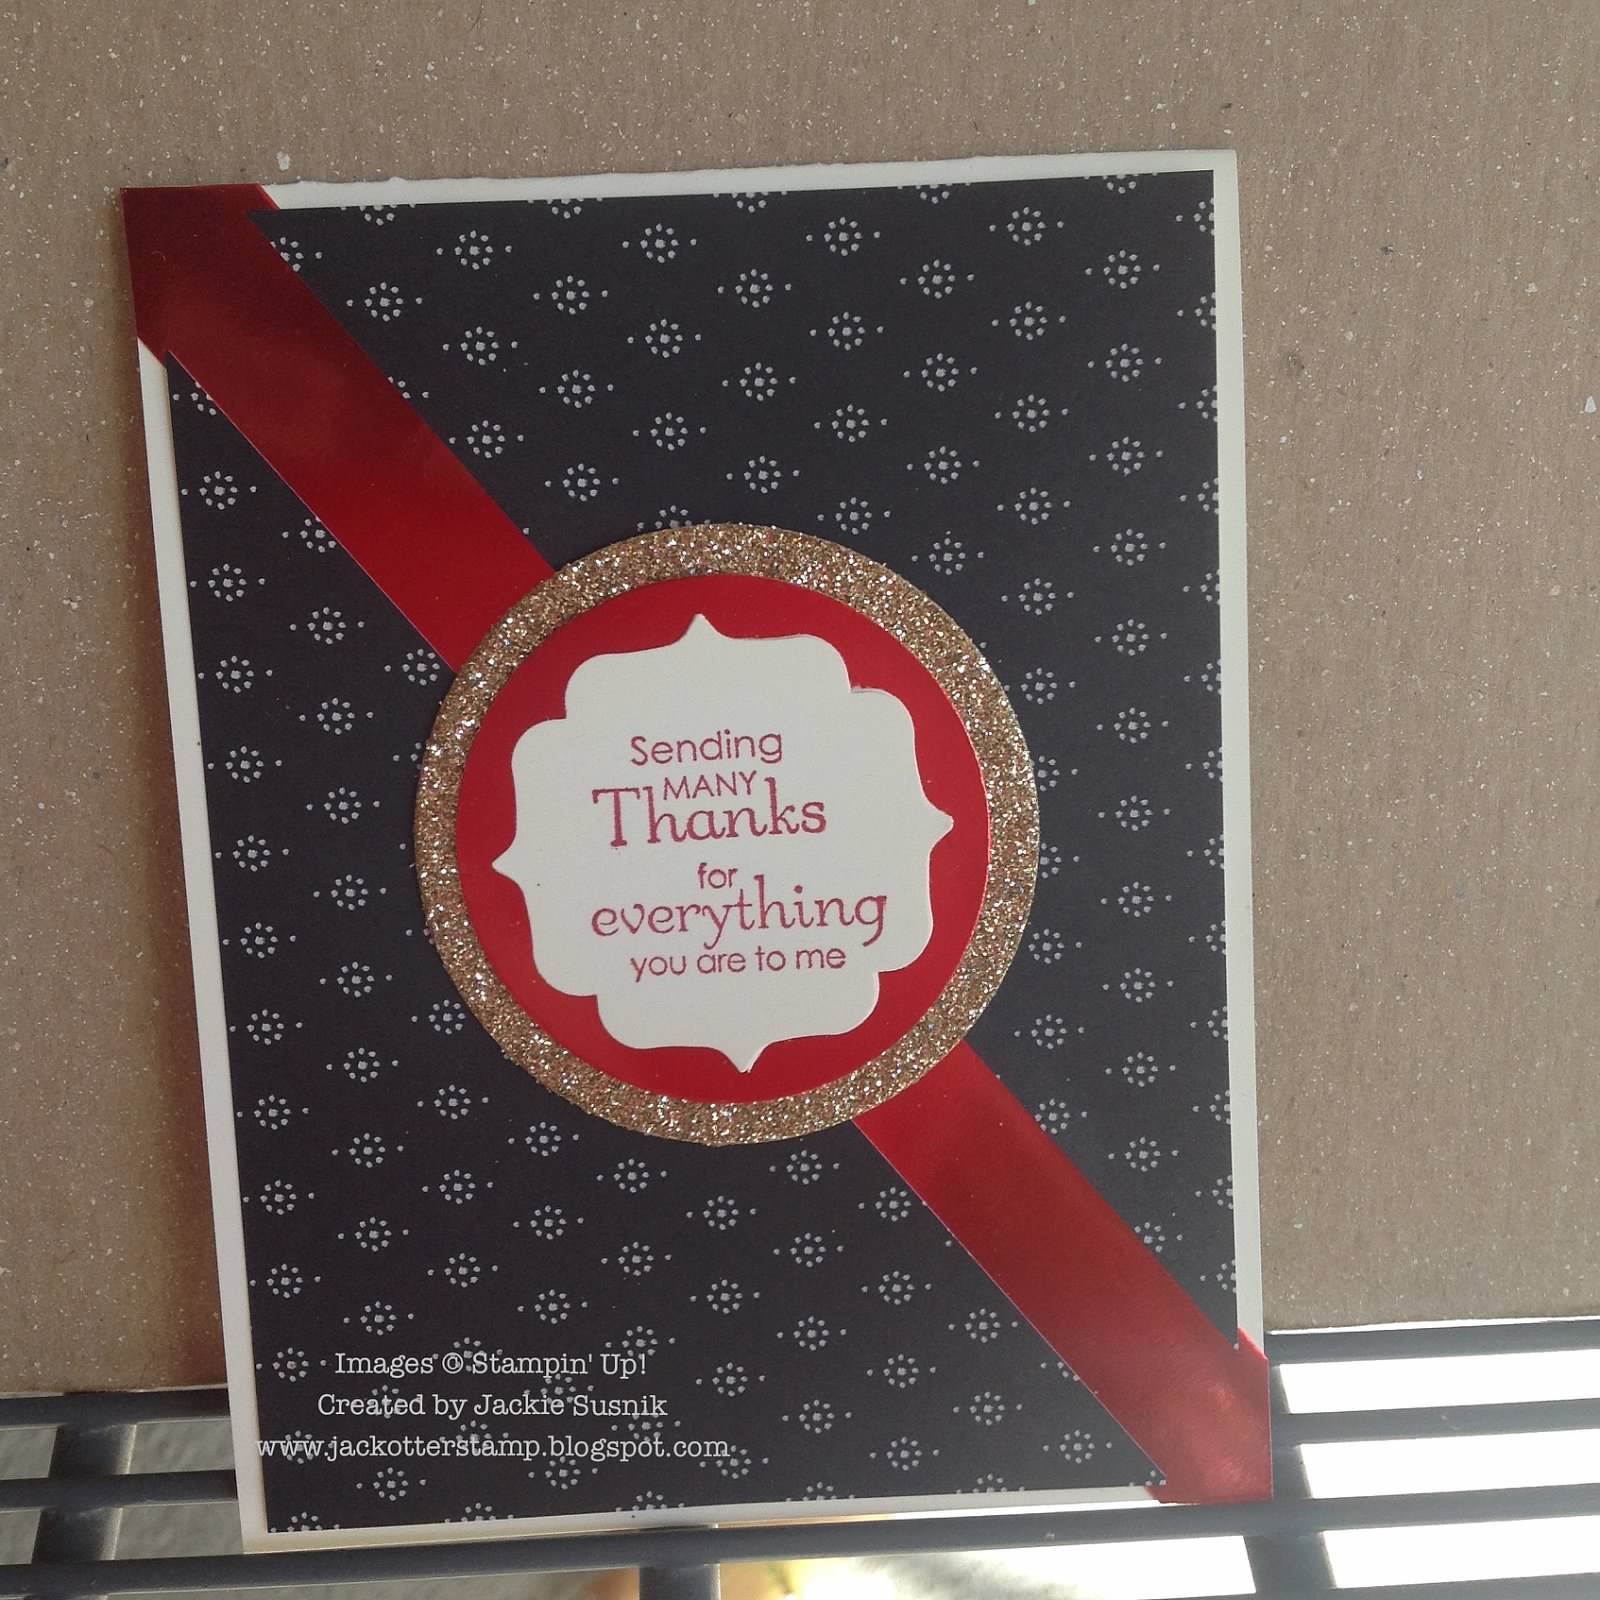 Sending
MANY
Thanks
for
everything
you are to me
Images © Stampin' Up!
Created by Jackie Susnik
www.jackotterstamp.blogspot.com